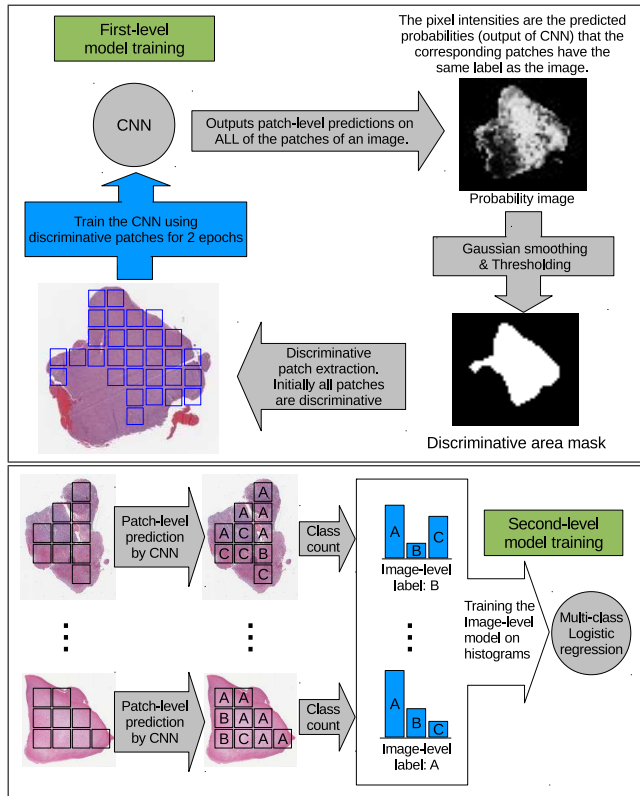 First-level
model training
The pixel intensities are the predicted
probabilities (output of CNN) that the
corresponding patches have the
same label as the image.
CNN
Outputs patch-level predictions on
ALL of the patches of an image.
Probability image
Train the CNN using
discriminative patches for 2 epochs
Gaussian smoothing
& Thresholding
Discriminative
patch extraction.
Initially all patches
are discriminative
Discriminative area mask
Patch-level
prediction
by CNN
A
A A
A C A
C C B
C
Class
count
A B C
Image-level
label: B
Second-level
model training
Training the
Image-level
model on
histograms
Multi-class
Logistic
regression
Patch-level
prediction
by CNN
A A
B A A
B C A A
Class
count
A B C
Image-level
label: A